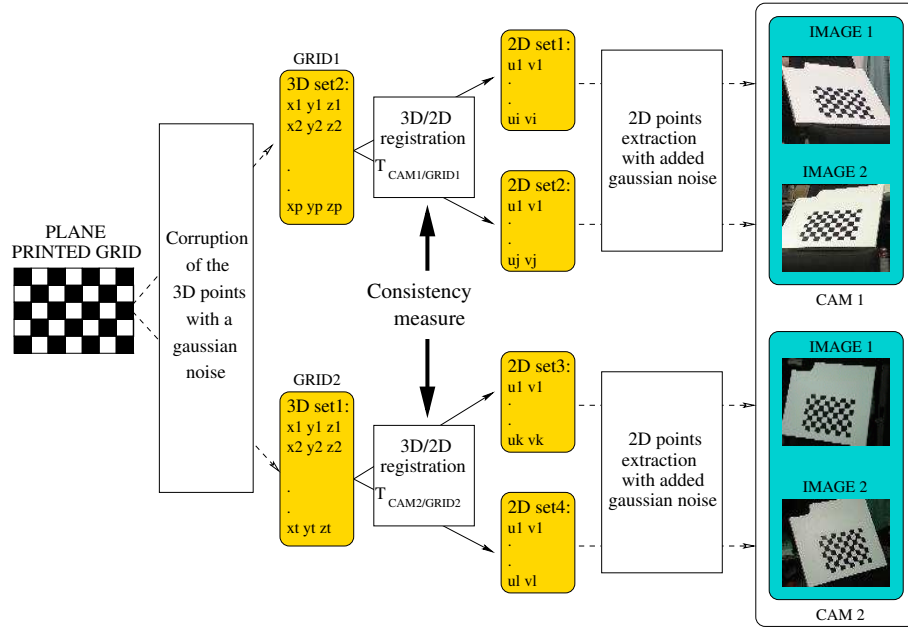 PLANE
PRINTED GRID
Corruption
of the
3D points
with a
gaussian
noise
GRID1
3D set2:
x1 y1 z1
x2 y2 z2
.
.
xp yp zp
3D/2D
registration
T CAM1/GRID1
2D set1:
u1 v1
.
.
ui vi
2D set2:
u1 v1
.
.
uj vj
2D points
extraction
with added
gaussian noise
IMAGE 1
IMAGE 2
CAM 1
Consistency
measure
GRID2
3D set1:
x1 y1 z1
x2 y2 z2
.
.
xt yt zt
3D/2D
registration
T CAM2/GRID2
2D set3:
u1 v1
.
.
uk vk
2D set4:
u1 v1
.
.
ul vl
2D points
extraction
with added
gaussian noise
IMAGE 1
IMAGE 2
CAM 2